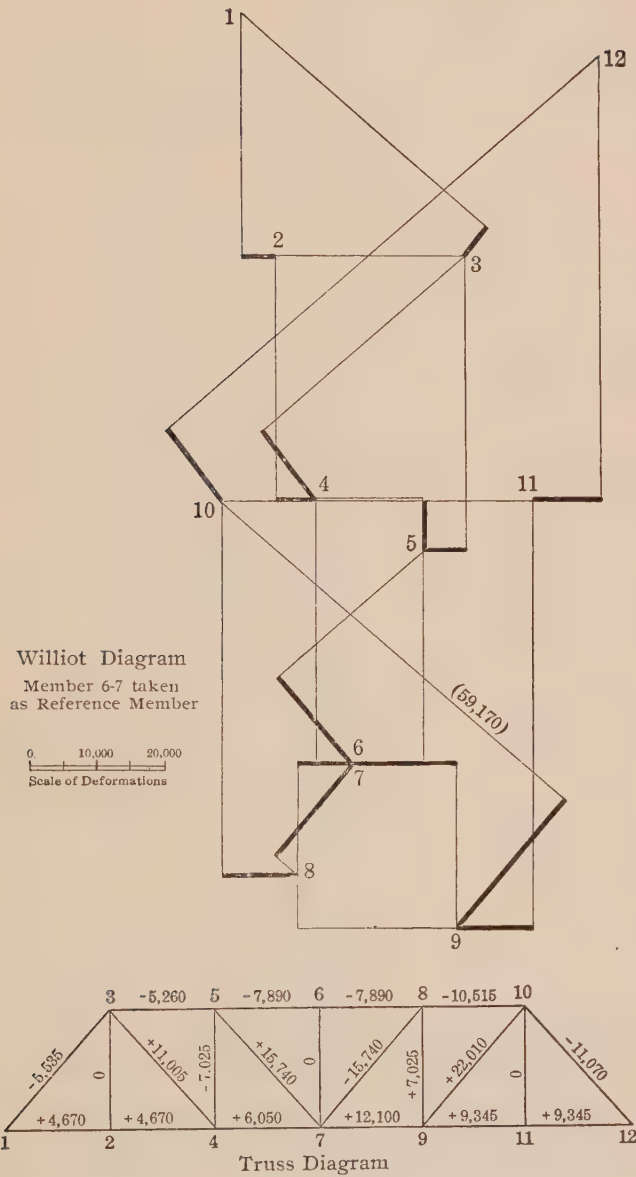 1
12
2
3
4
11
10
5
(59,170)
Williot Diagram
Member 6-7 taken
as Reference Member
0 10,000 20,000
Scale of Deformations
6
7
8
9
3 -5,260 5 -7,890 6 -7,890 8 -10,515 10
-5,535 0 +11,005 -7,025 +15,740 0 -15,740 +7,025 +22,010 0 -11,070
+4,670 +4,670 +6,050 +12,100 +9,345 +9,345
1 2 4 7 9 11 12
Truss Diagram